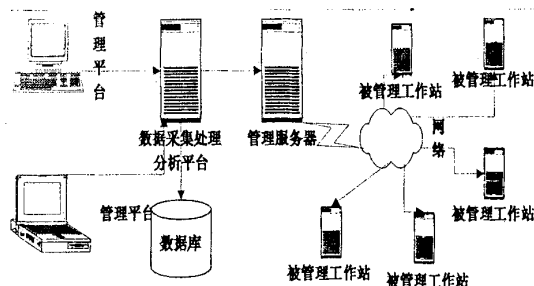 管理平台
被管理工作站
被管理工作站
数据采集处理
分析平台
管理服务器
网络
被管理工作站
管理平台
数据库
被管理工作站
被管理工作站